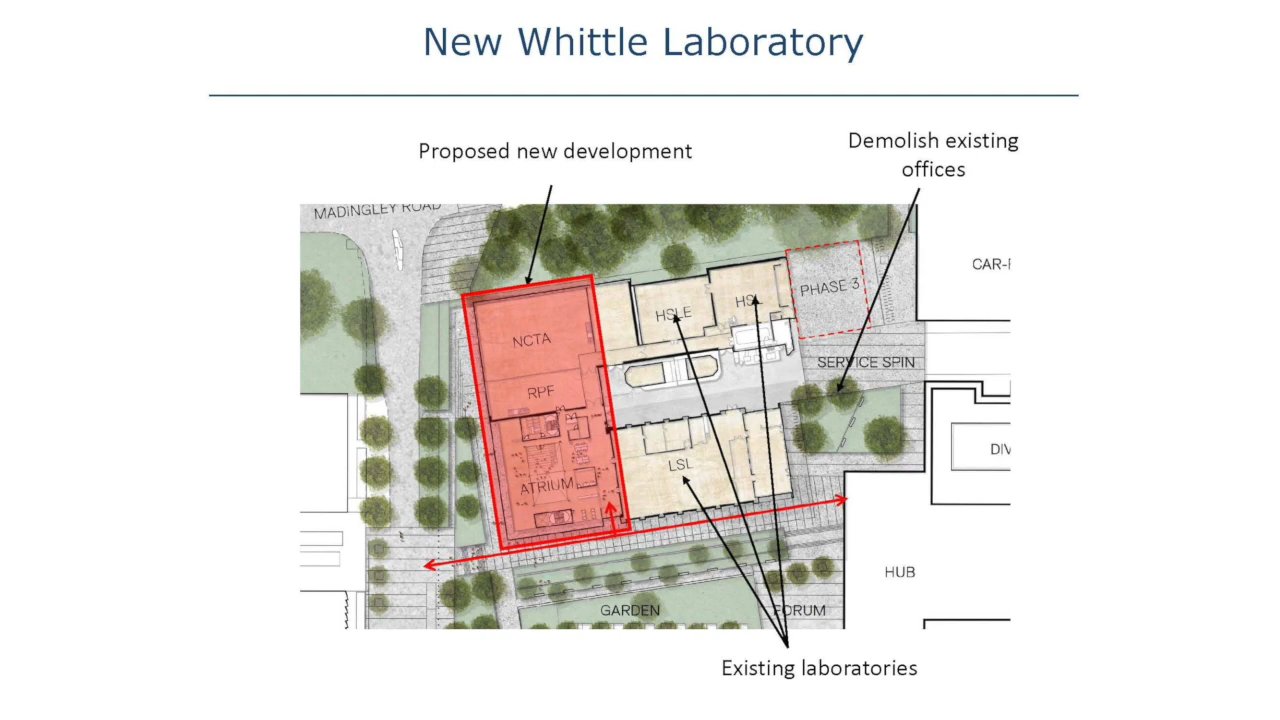 New Whittle Laboratory
Demolish existing
offices
Proposed new development
MADINGLEY ROAD
CAR-
PHASE 3
HSL
HSLE
NCTA
SERVICE SPIN
RPF
DIV
LSL
ATRIUM
HUB
GARDEN
FORUM
Existing laboratories